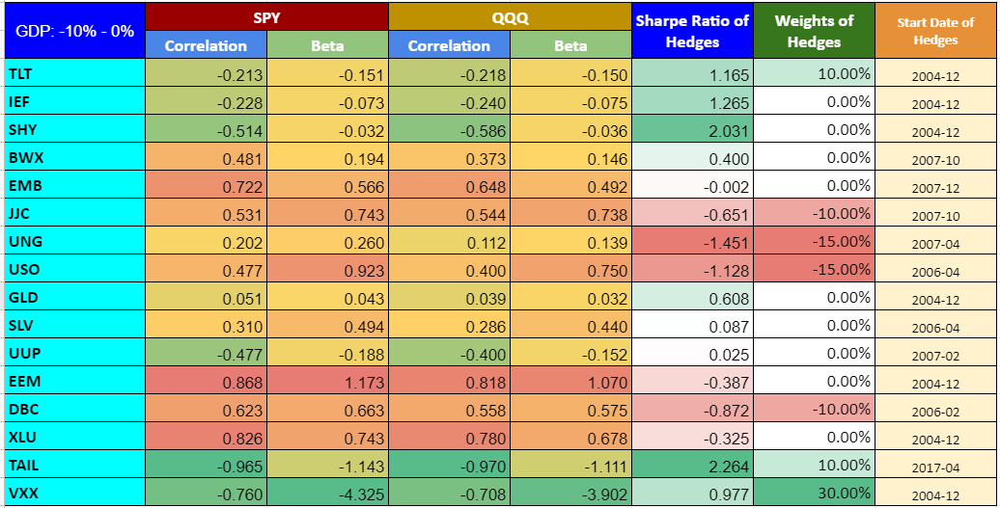 GDP: -10% - 0% SPY QQQ Sharpe Ratio of Hedges Weights of Hedges Start Date of Hedges
Correlation Beta Correlation Beta
TLT -0.213 -0.151 -0.218 -0.150 1.165 10.00% 2004-12
IEF -0.228 -0.073 -0.240 -0.075 1.265 0.00% 2004-12
SHY -0.514 -0.032 -0.586 -0.036 2.031 0.00% 2004-12
BWX 0.481 0.194 0.373 0.146 0.400 0.00% 2007-10
EMB 0.722 0.566 0.648 0.492 -0.002 0.00% 2007-12
JJC 0.531 0.743 0.544 0.738 -0.651 -10.00% 2007-10
UNG 0.202 0.260 0.112 0.139 -1.451 -15.00% 2007-04
USO 0.477 0.923 0.400 0.750 -1.128 -15.00% 2006-04
GLD 0.051 0.043 0.039 0.032 0.608 0.00% 2004-12
SLV 0.310 0.494 0.286 0.440 0.087 0.00% 2006-04
UUP -0.477 -0.188 -0.400 -0.152 0.025 0.00% 2007-02
EEM 0.868 1.173 0.818 1.070 -0.387 0.00% 2004-12
DBC 0.623 0.663 0.558 0.575 -0.872 -10.00% 2006-02
XLU 0.826 0.743 0.780 0.678 -0.325 0.00% 2004-12
TAIL -0.965 -1.143 -0.970 -1.111 2.264 10.00% 2017-04
VXX -0.760 -4.325 -0.708 -3.902 0.977 30.00% 2004-12